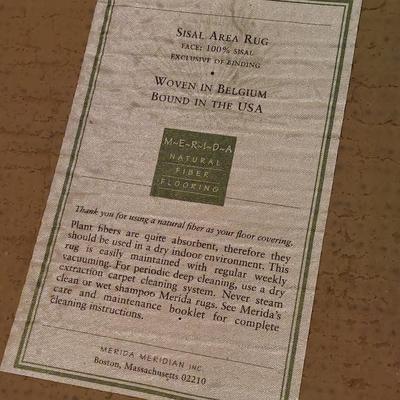 SISAL AREA RUG
FACE: 100% SISAL
EXCLUSIVE OF BINDING
•
WOVEN IN BELGIUM
BOUND IN THE USA
M~E~R~I~D~A
NATURAL
FIBER
FLOORING
Thank you for using a natural fiber as your floor covering.
Plant fibers are quite absorbent, therefore they
should be used in a dry indoor environment. This
rug is easily maintained with regular weekly
vacuuming. For periodic deep cleaning, use a dry
extraction carpet cleaning system. Never steam
clean or wet shampoo Merida rugs. See Merida's
care and maintenance booklet for complete
cleaning instructions.
MERIDA MERIDIAN INC.
Boston, Massachusetts 02210